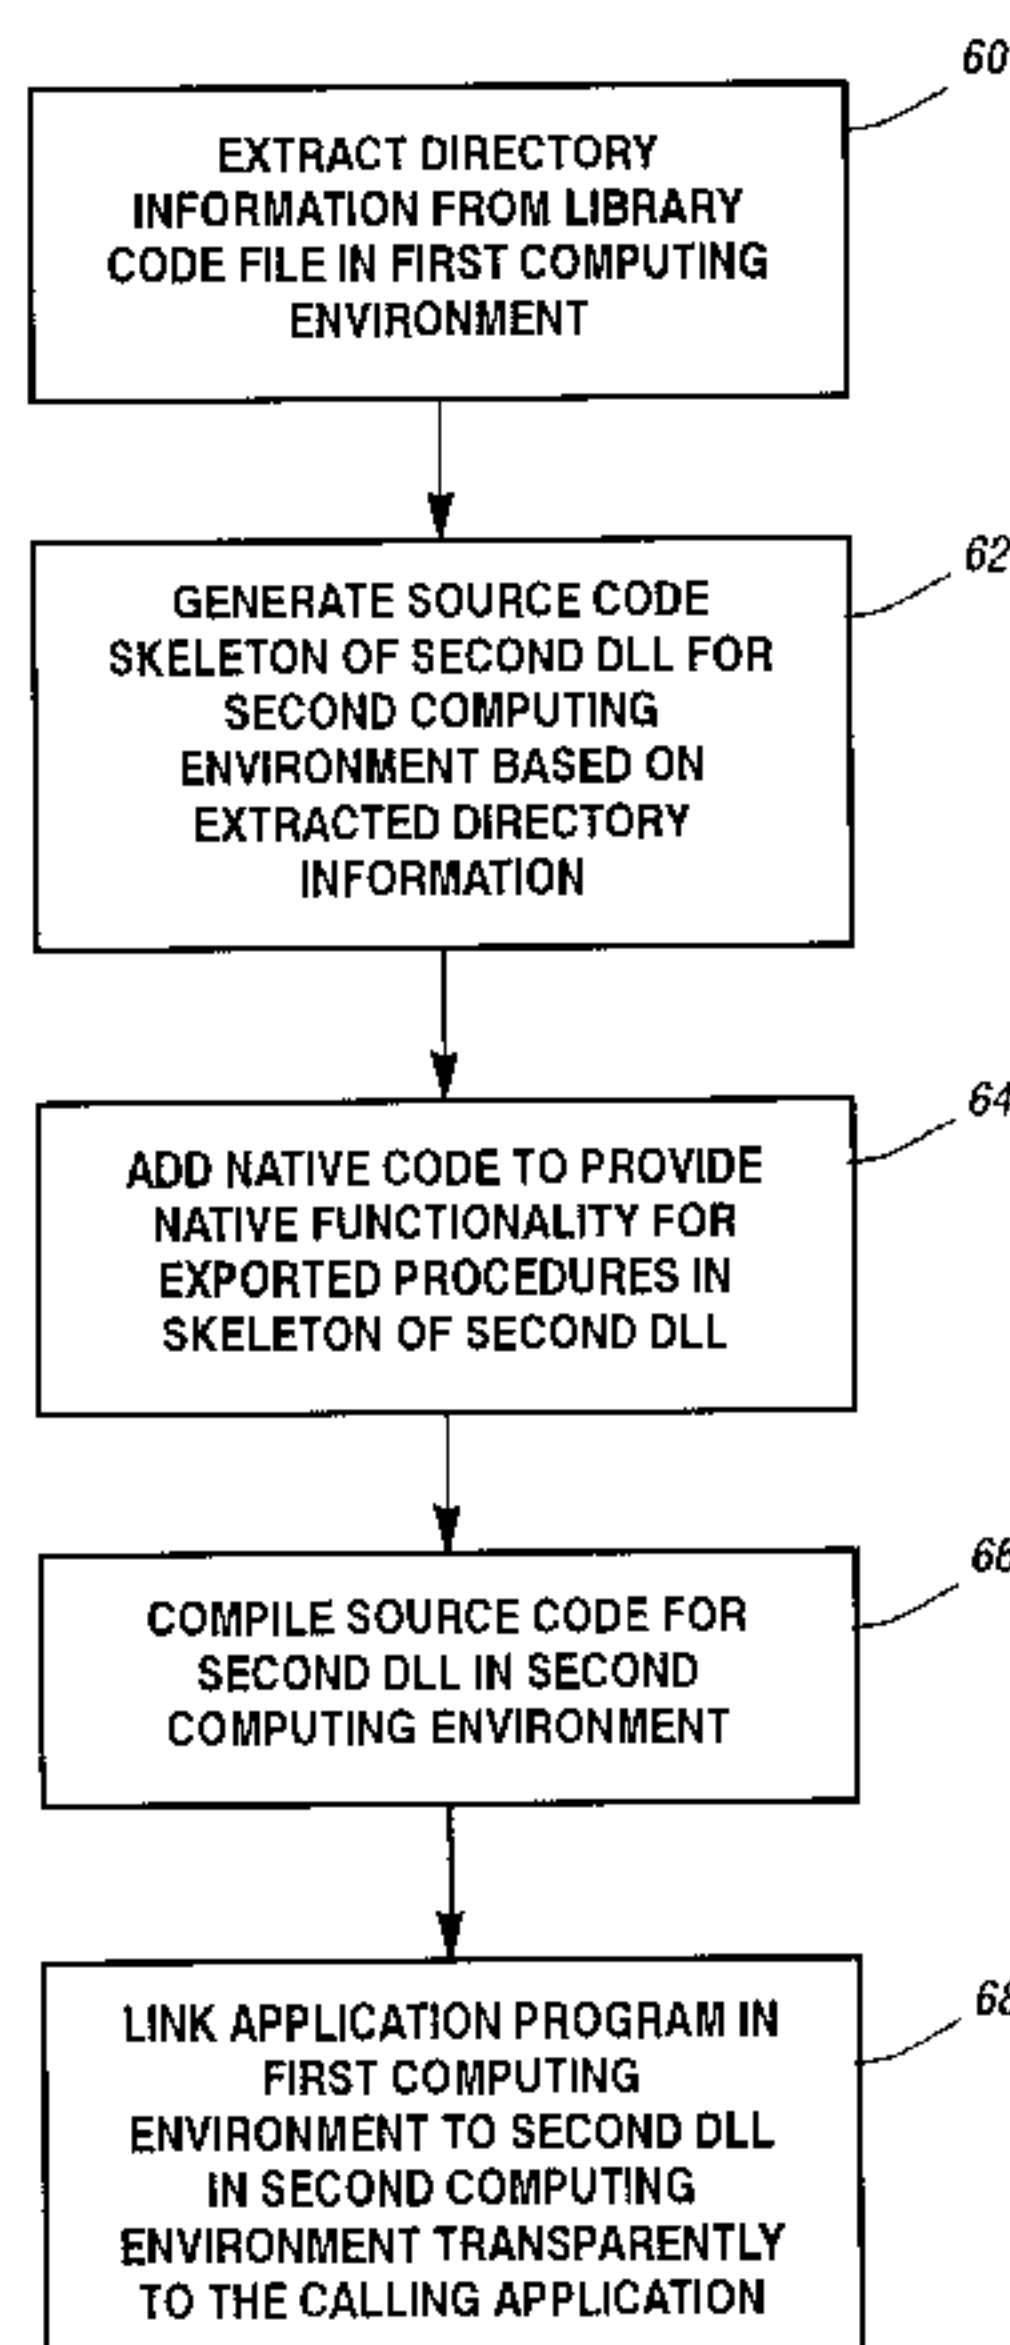 60
EXTRACT DIRECTORY
INFORMATION FROM LIBRARY
CODE FILE IN FIRST COMPUTING
ENVIRONMENT
62
GENERATE SOURCE CODE
SKELETON OF SECOND DLL FOR
SECOND COMPUTING
ENVIRONMENT BASED ON
EXTRACTED DIRECTORY
INFORMATION
64
ADD NATIVE CODE TO PROVIDE
NATIVE FUNCTIONALITY FOR
EXPORTED PROCEDURES IN
SKELETON OF SECOND DLL
66
COMPILE SOURCE CODE FOR
SECOND DLL IN SECOND
COMPUTING ENVIRONMENT
68
LINK APPLICATION PROGRAM IN
FIRST COMPUTING
ENVIRONMENT TO SECOND DLL
IN SECOND COMPUTING
ENVIRONMENT TRANSPARENTLY
TO THE CALLING APPLICATION